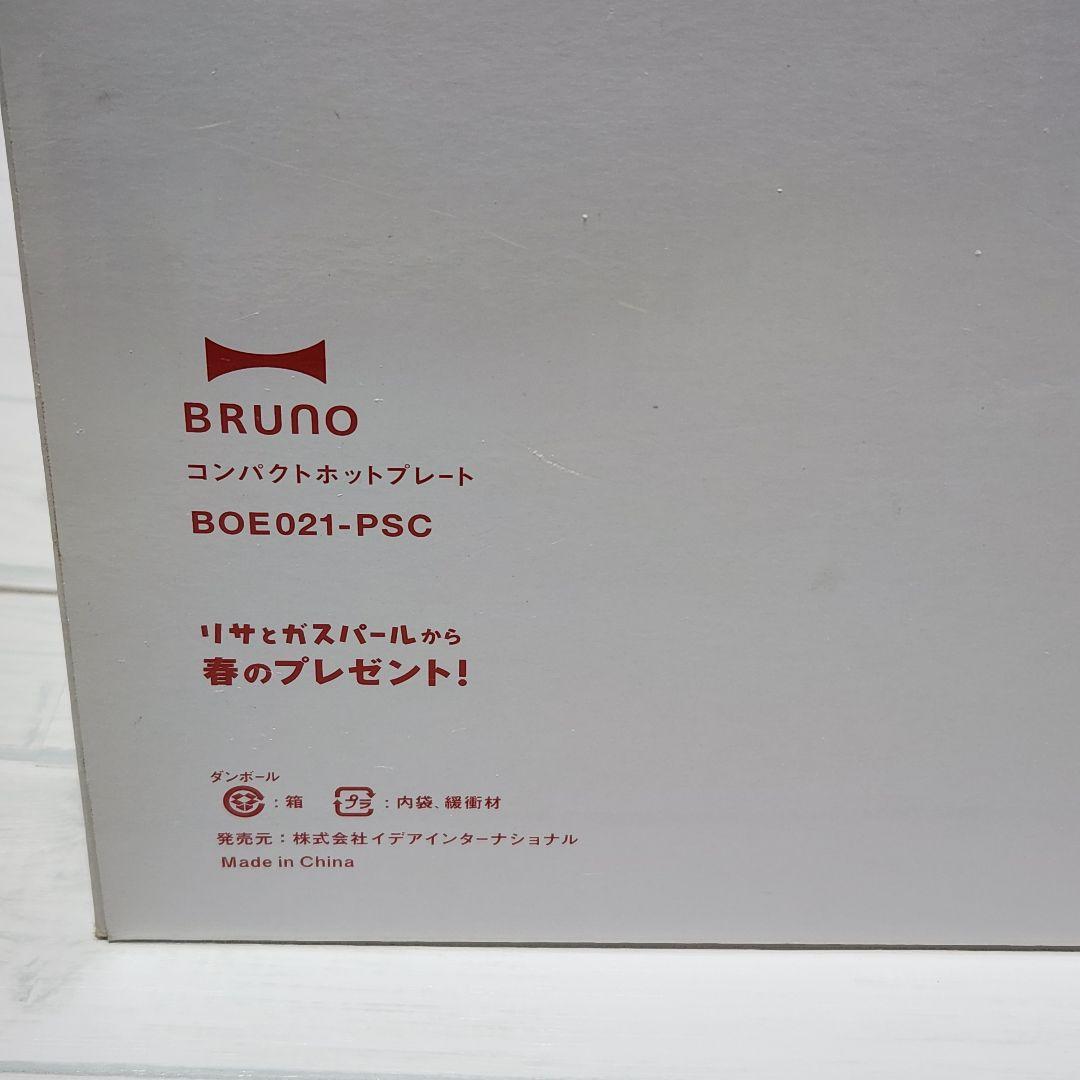 BRUNO
コンパクトホットプレート
BOE021-PSC
リサとガスパールから
春のプレゼント!
ダンボール
:箱 プラ:内袋、緩衝材
発売元:株式会社イデアインターナショナル
Made in China